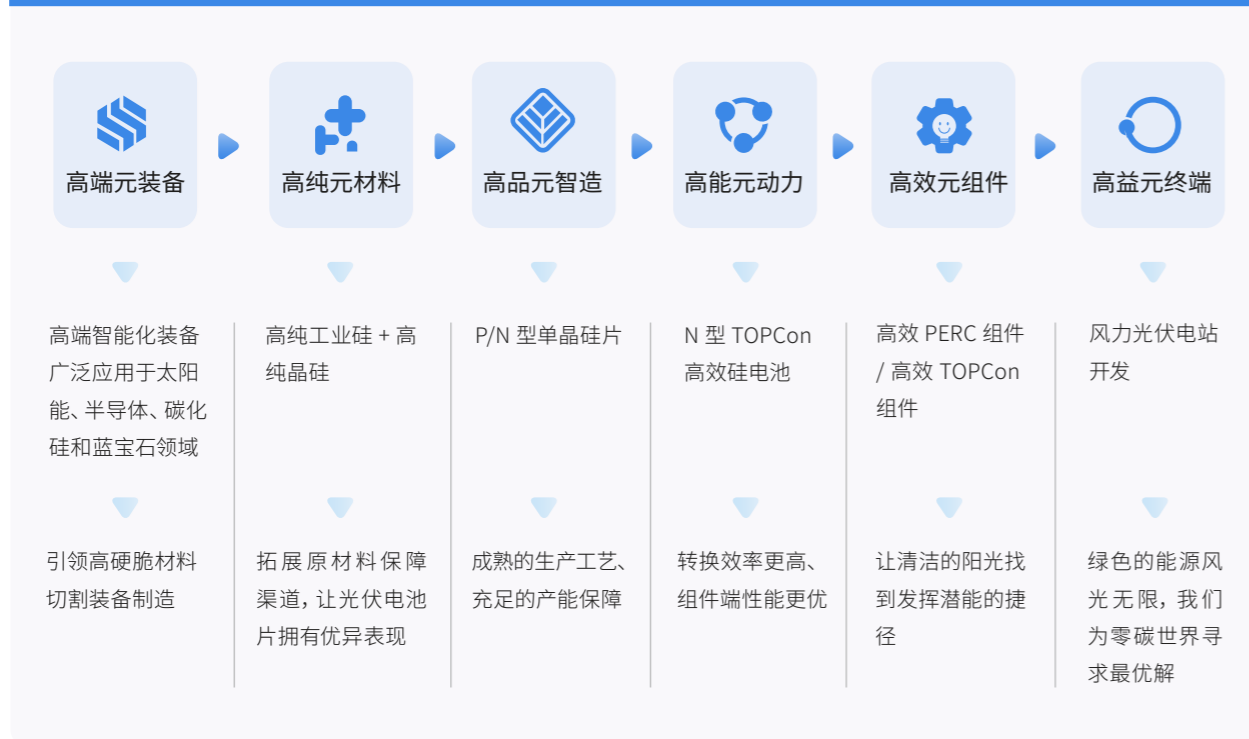 高端元装备
高纯元材料
高品元智造
高能元动力
高效元组件
高益元终端
高端智能化装备
广泛应用于太阳
能、半导体、碳化
硅和蓝宝石领域
高纯工业硅 + 高
纯晶硅
P/N 型单晶硅片
N 型 TOPCon
高效硅电池
高效 PERC 组件
/ 高效 TOPCon
组件
风力光伏电站
开发
引领高硬脆材料
切割装备制造
拓展原材料保障
渠道，让光伏电池
片拥有优异表现
成熟的生产工艺、
充足的产能保障
转换效率更高、
组件端性能更优
让清洁的阳光找
到发挥潜能的捷
径
绿色的能源风
光无限，我们
为零碳世界寻
求最优解